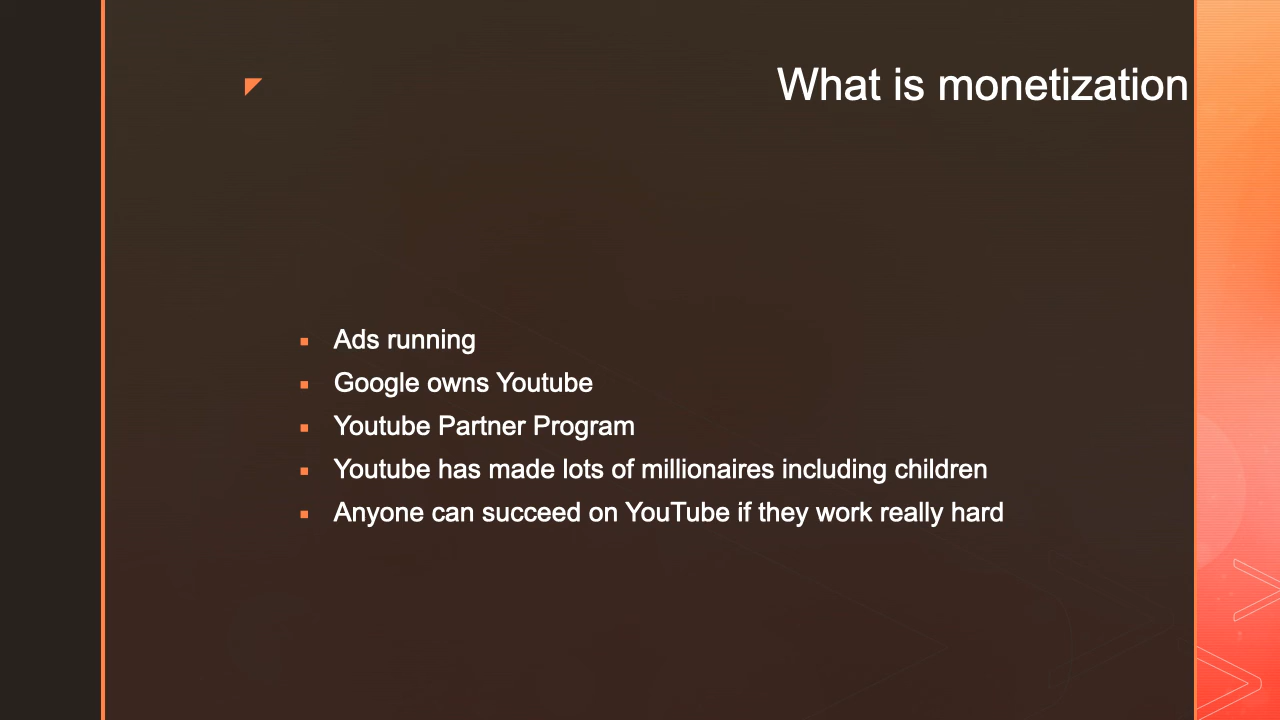 What is monetization
Ads running
Google owns Youtube
Youtube Partner Program
Youtube has made lots of millionaires including children
Anyone can succeed on YouTube if they work really hard